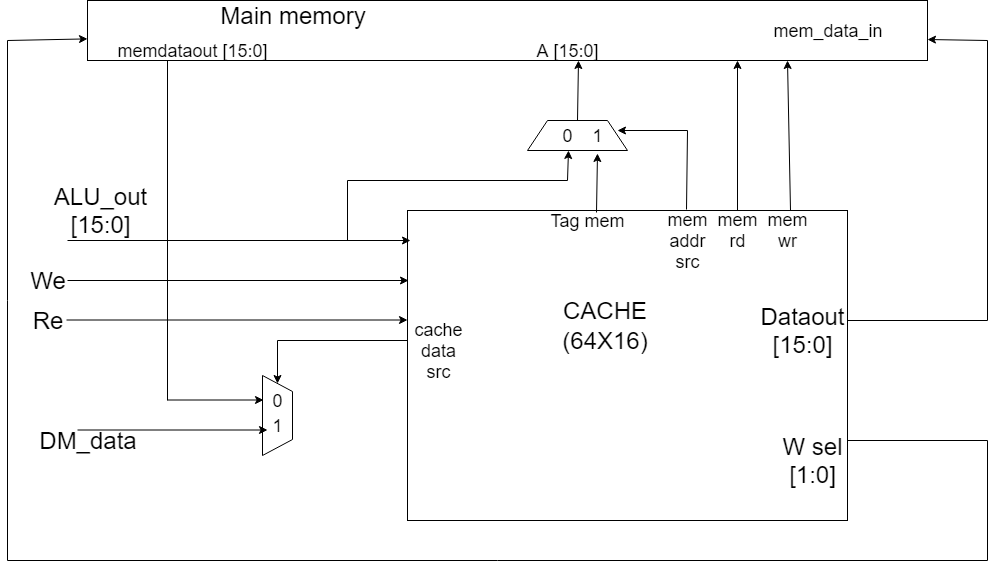 Main memory
mem_data_in
memdataout [15:0]
A [15:0]
0 1
ALU_out
[15:0]
Tag mem
mem
addr
src
mem
rd
mem
wr
We
Re
CACHE
(64X16)
Dataout
[15:0]
cache
data
src
0
1
DM_data
W sel
[1:0]